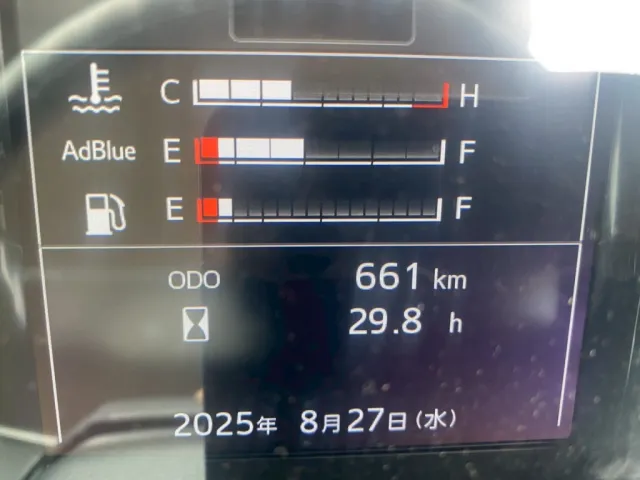 C H
AdBlue E F
E F
ODO 661 km
29.8 h
2025年 8月27日(水)